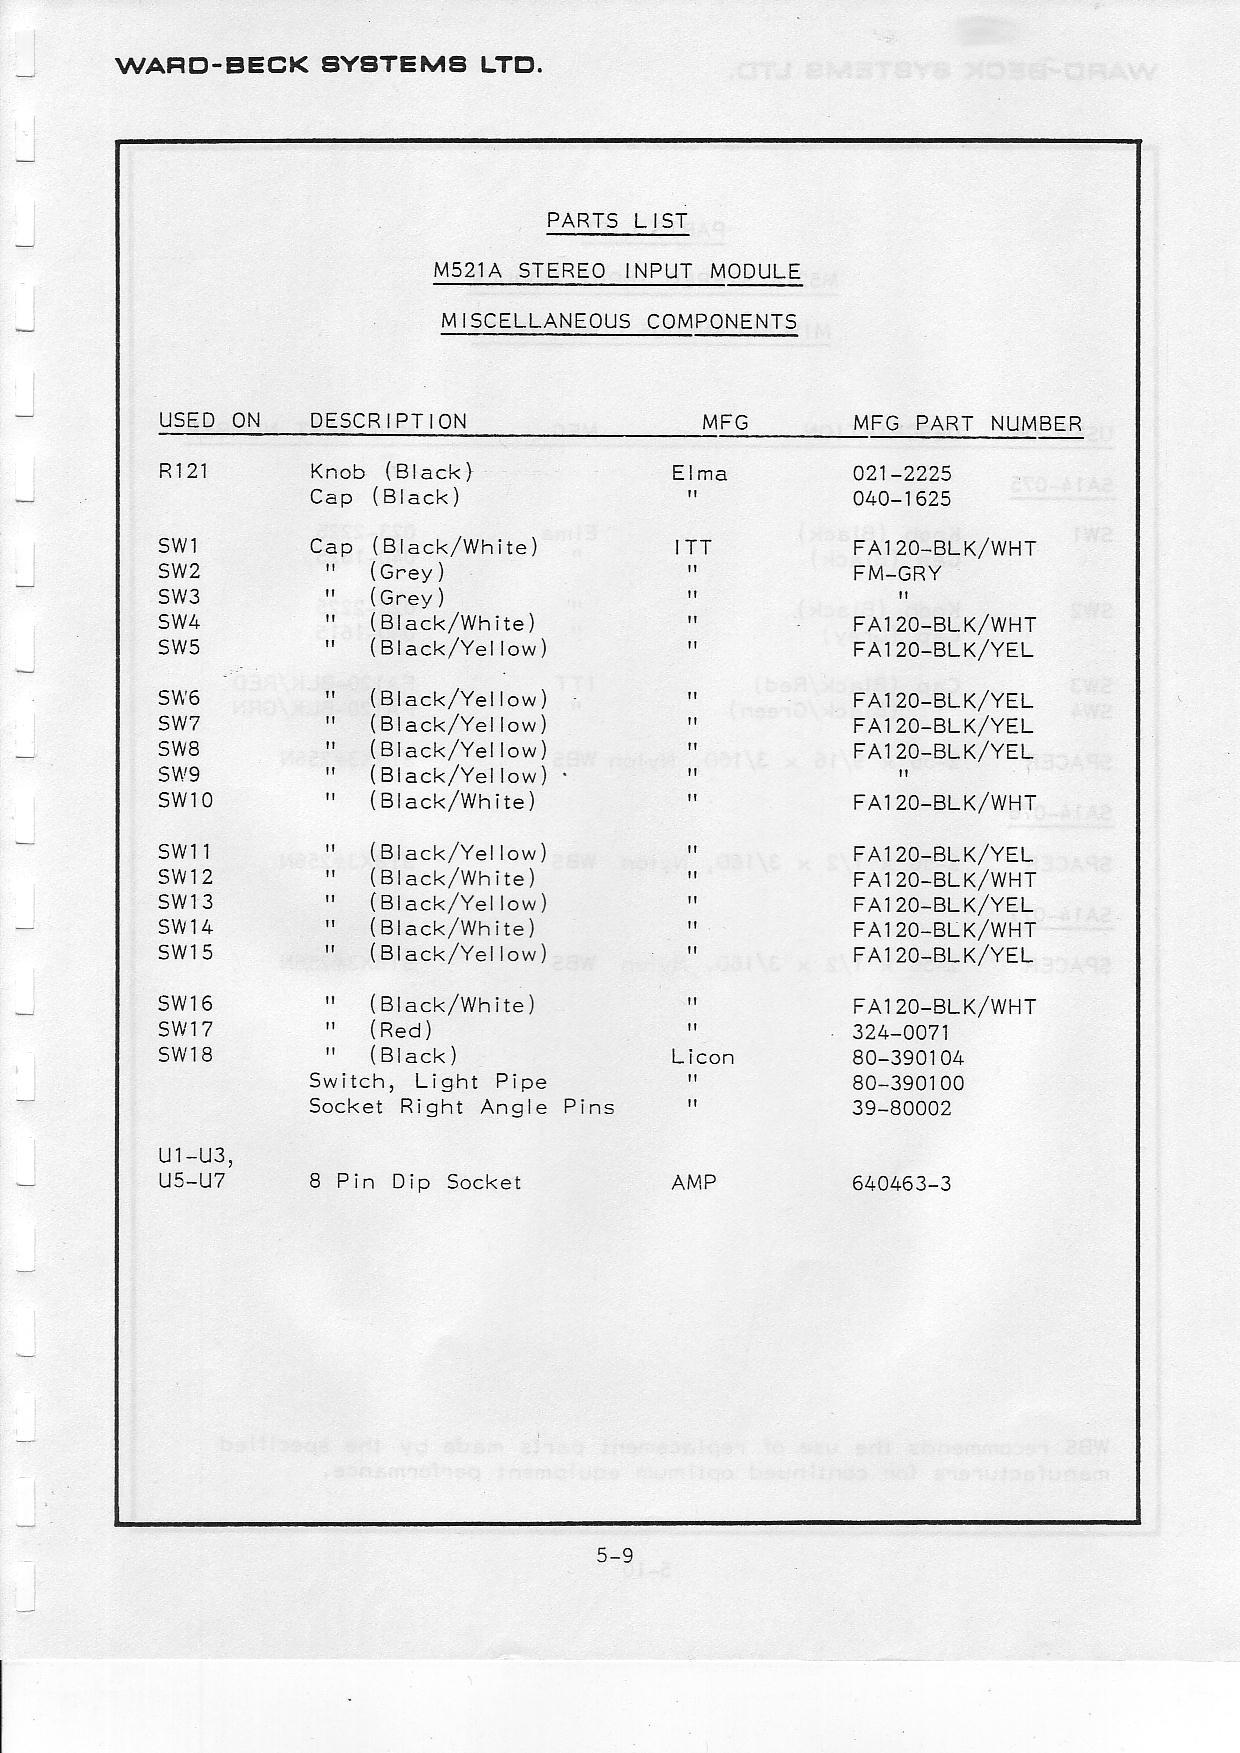 WARD-BECK SYSTEMS LTD.
PARTS LIST
M521A STEREO INPUT MODULE
MISCELLANEOUS COMPONENTS
USED ON DESCRIPTION MFG MFG PART NUMBER
R121 Knob (Black) Elma 021-2225
Cap (Black) " 040-1625
SW1 Cap (Black/White) ITT FA120-BLK/WHT
SW2 " (Grey) " FM-GRY
SW3 " (Grey) " "
SW4 " (Black/White) " FA120-BLK/WHT
SW5 " (Black/Yellow) " FA120-BLK/YEL
SW6 " (Black/Yellow) " FA120-BLK/YEL
SW7 " (Black/Yellow) " FA120-BLK/YEL
SW8 " (Black/Yellow) " FA120-BLK/YEL
SW9 " (Black/Yellow) " "
SW10 " (Black/White) " FA120-BLK/WHT
SW11 " (Black/Yellow) " FA120-BLK/YEL
SW12 " (Black/White) " FA120-BLK/WHT
SW13 " (Black/Yellow) " FA120-BLK/YEL
SW14 " (Black/White) " FA120-BLK/WHT
SW15 " (Black/Yellow) " FA120-BLK/YEL
SW16 " (Black/White) " FA120-BLK/WHT
SW17 " (Red) " 324-0071
SW18 " (Black) Licon 80-390104
Switch, Light Pipe " 80-390100
Socket Right Angle Pins " 39-80002
U1-U3,
U5-U7 8 Pin Dip Socket AMP 640463-3
5-9